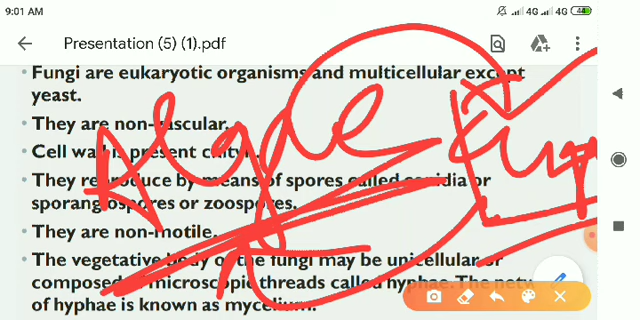 9:01 AM 4G 4G 44
Presentation (5) (1).pdf
• Fungi are eukaryotic organisms and multicellular except
yeast.
• They are non-vascular.
• Cell wall is present
• They reproduce by means of spores called conidia or
sporangiospores or zoospores.
• They are non-motile.
• The vegetative body of the fungi may be unicellular or
composed microscopic threads called hyphae. The
of hyphae is known as mycelium.
Algae